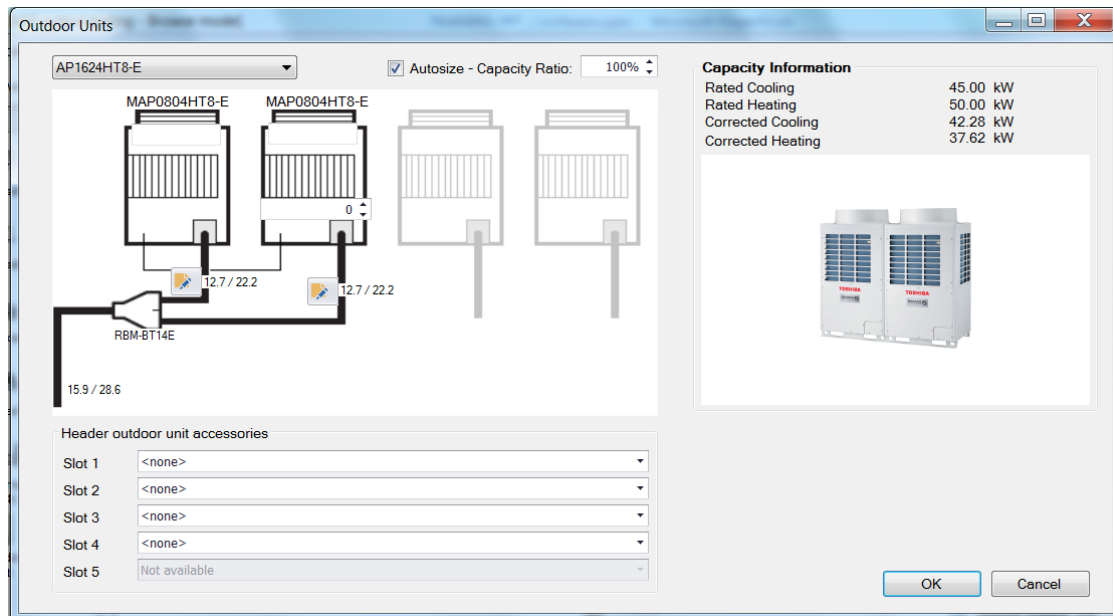 Outdoor Units
AP1624HT8-E
Autosize - Capacity Ratio: 100%
MAP0804HT8-E MAP0804HT8-E
0
12.7 / 22.2
12.7 / 22.2
RBM-BT14E
15.9 / 28.6
Capacity Information
Rated Cooling 45.00 kW
Rated Heating 50.00 kW
Corrected Cooling 42.28 kW
Corrected Heating 37.62 kW
TOSHIBA TOSHIBA
Header outdoor unit accessories
Slot 1 <none>
Slot 2 <none>
Slot 3 <none>
Slot 4 <none>
Slot 5 Not available
OK Cancel